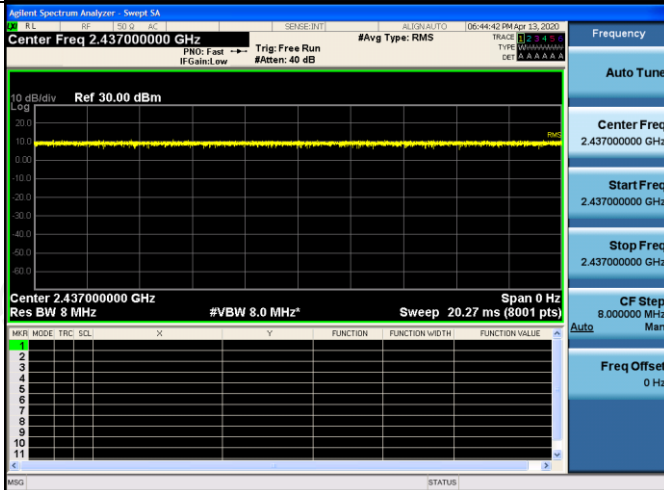 Agilent Spectrum Analyzer - Swept SA
RL RF 50 Ω AC SENSE:INT ALIGN AUTO 06:44:42 PM Apr 13, 2020
Center Freq 2.437000000 GHz #Avg Type: RMS TRACE 1 2 3 4 5 6
PNO: Fast Trig: Free Run TYPE W
IFGain:Low #Atten: 40 dB DET A A A A A A
10 dB/div Ref 30.00 dBm
Log
20.0
10.0 RMS
0.00
-10.0
-20.0
-30.0
-40.0
-50.0
-60.0
Center 2.437000000 GHz Span 0 Hz
Res BW 8 MHz #VBW 8.0 MHz* Sweep 20.27 ms (8001 pts)
MKR MODE TRC SCL X Y FUNCTION FUNCTION WIDTH FUNCTION VALUE
1
2
3
4
5
6
7
8
9
10
11
MSG STATUS
Frequency
Auto Tune
Center Freq
2.437000000 GHz
Start Freq
2.437000000 GHz
Stop Freq
2.437000000 GHz
CF Step
8.000000 MHz
Auto Man
Freq Offset
0 Hz